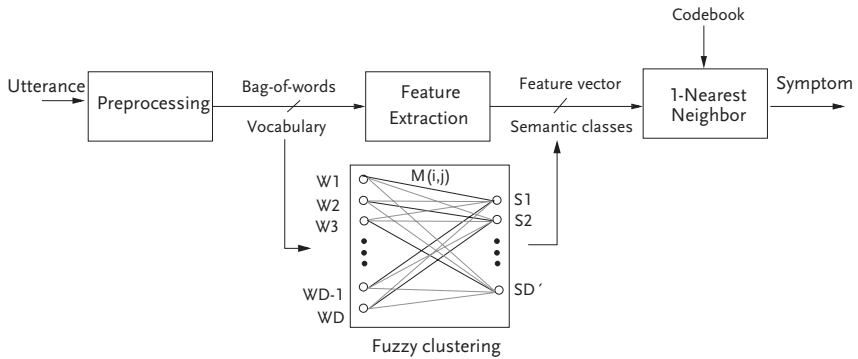 Codebook
Utterance
Preprocessing
Bag-of-words
Vocabulary
Feature
Extraction
Feature vector
Semantic classes
1-Nearest
Neighbor
Symptom
M(i,j)
W1
W2
W3
WD-1
WD
S1
S2
SD´
Fuzzy clustering